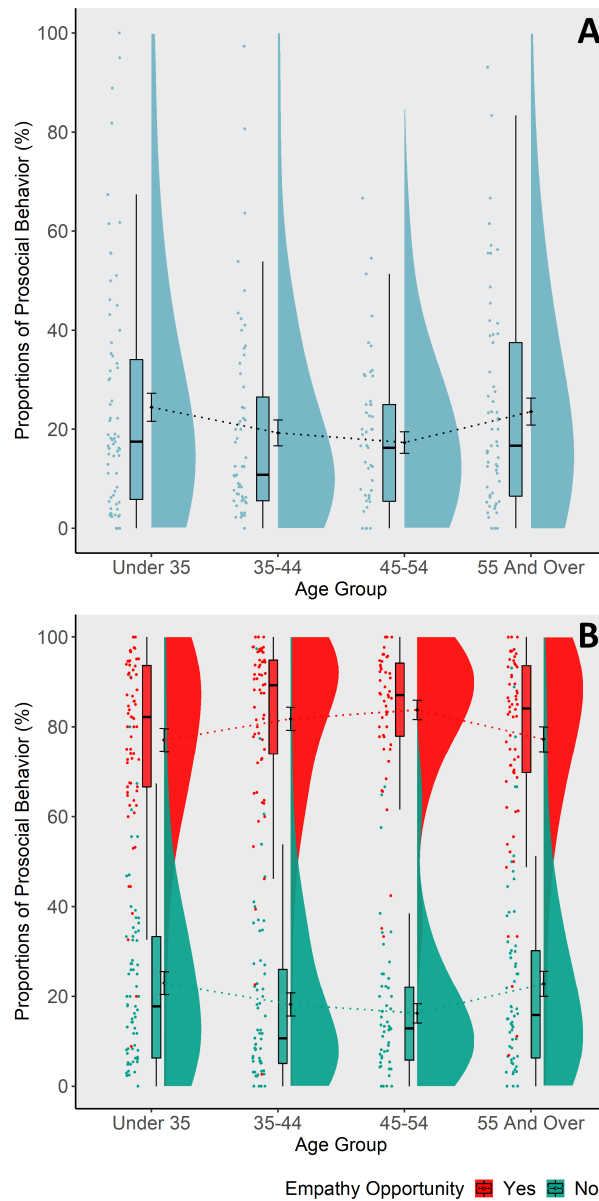 A
Proportions of Prosocial Behavior (%)
100
80
60
40
20
0
Under 35 35-44 45-54 55 And Over
Age Group
B
Proportions of Prosocial Behavior (%)
100
80
60
40
20
0
Under 35 35-44 45-54 55 And Over
Age Group
Empathy Opportunity Yes No